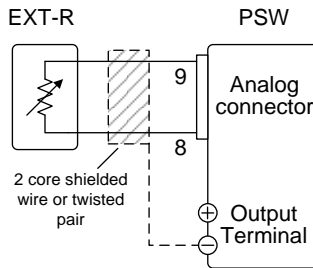 EXT-R
PSW
9
Analog
connector
8
2 core shielded
wire or twisted
pair
+
Output
Terminal
-